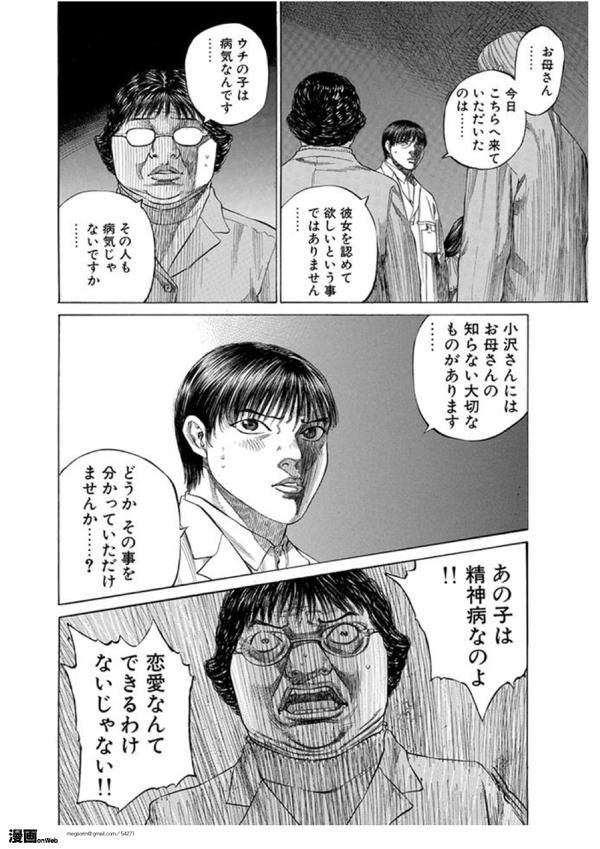 お母さん
……
今日
こちらへ来て
いただいた
のは……
彼女を認めて
欲しいという事
ではありません
……
ウチの子は
病気なんです
……
その人も
病気じゃ
ないですか
小沢さんには
お母さんの
知らない大切な
ものがあります
……
どうか その事を
分かっていただけ
ませんか……？
あの子は
精神病なのよ
!!
恋愛なんて
できるわけ
ないじゃない!!
漫画 on Web
megaorin@gmail.com/54271